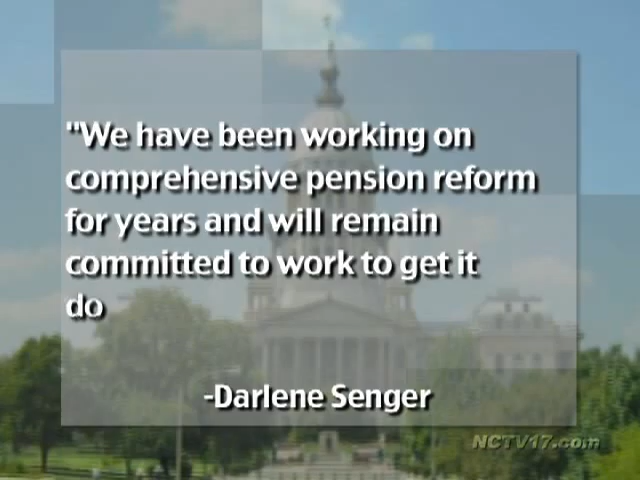 "We have been working on
comprehensive pension reform
for years and will remain
committed to work to get it
do
-Darlene Senger
NCTV17.com